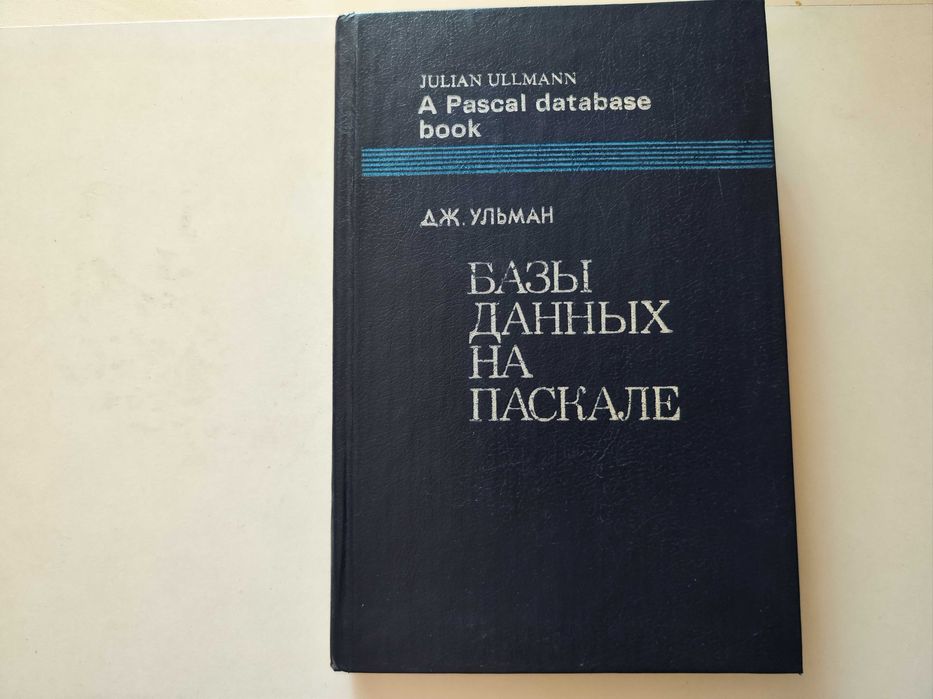 JULIAN ULLMANN
A Pascal database
book
ДЖ. УЛЬМАН
БАЗЫ
ДАННЫХ
НА
ПАСКАЛЕ